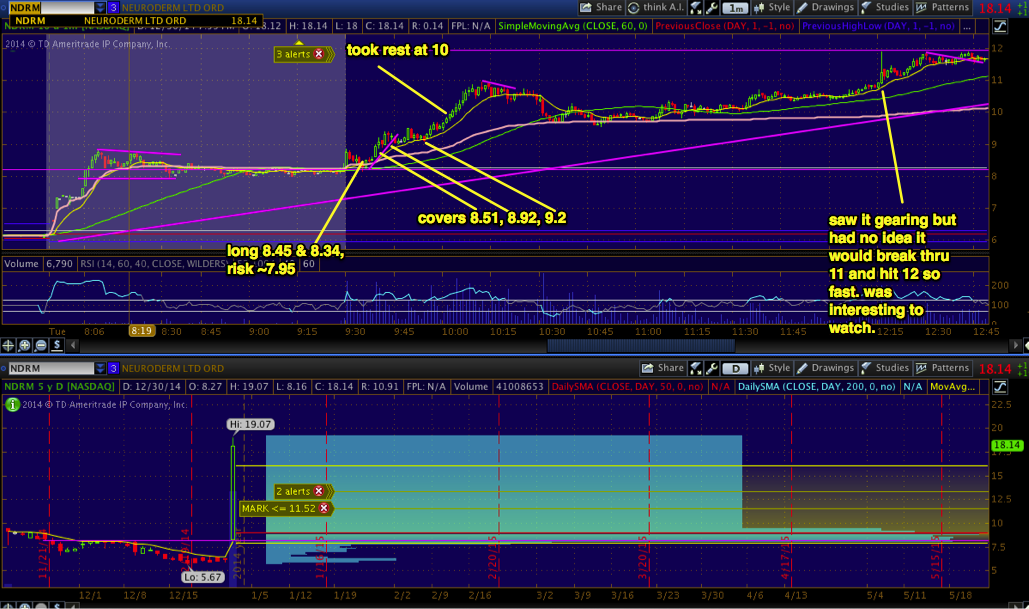 NDRM 3 NEURODERM LTD ORD Share think A.I. 1m Style Drawings Studies Patterns 18.14
NDRM NEURODERM LTD ORD 18.14
H: 18.14 L: 18 C: 18.14 R: 0.14 FPL: N/A SimpleMovingAvg (CLOSE, 60, 0) PreviousClose (DAY, 1, -1, no) PreviousHighLow (DAY, 1, -1, no) ...
2014 © TD Ameritrade IP Company, Inc.
3 alerts
took rest at 10
12
11
10
9
8
7
6
covers 8.51, 8.92, 9.2
long 8.45 & 8.34,
risk ~7.95
saw it gearing but
had no idea it
would break thru
11 and hit 12 so
fast. was
interesting to
watch.
Volume 6,790 RSI (14, 60, 40, CLOSE, WILDERS) 60
200
100
0
Tue 8:06 8:19 8:30 8:45 9:00 9:15 9:30 9:45 10:00 10:15 10:30 10:45 11:00 11:15 11:30 11:45 12:15 12:30 12:45
NDRM 3 NEURODERM LTD ORD Share D Style Drawings Studies Patterns 18.14
NDRM 5 y D [NASDAQ] D: 12/30/14 O: 8.27 H: 19.07 L: 8.16 C: 18.14 R: 10.91 FPL: N/A Volume 41008653 DailySMA (CLOSE, DAY, 50, 0, no) N/A DailySMA (CLOSE, DAY, 200, 0, no) N/A MovAvg...
2014 © TD Ameritrade IP Company, Inc.
Hi: 19.07
22.5
20
18.14
2 alerts
MARK <= 11.52
15
12.5
10
7.5
5
Lo: 5.67
12/1 12/8 12/15 1/5 1/12 1/19 2/2 2/9 2/16 3/2 3/9 3/16 3/23 4/6 4/13 5/4 5/11 5/18